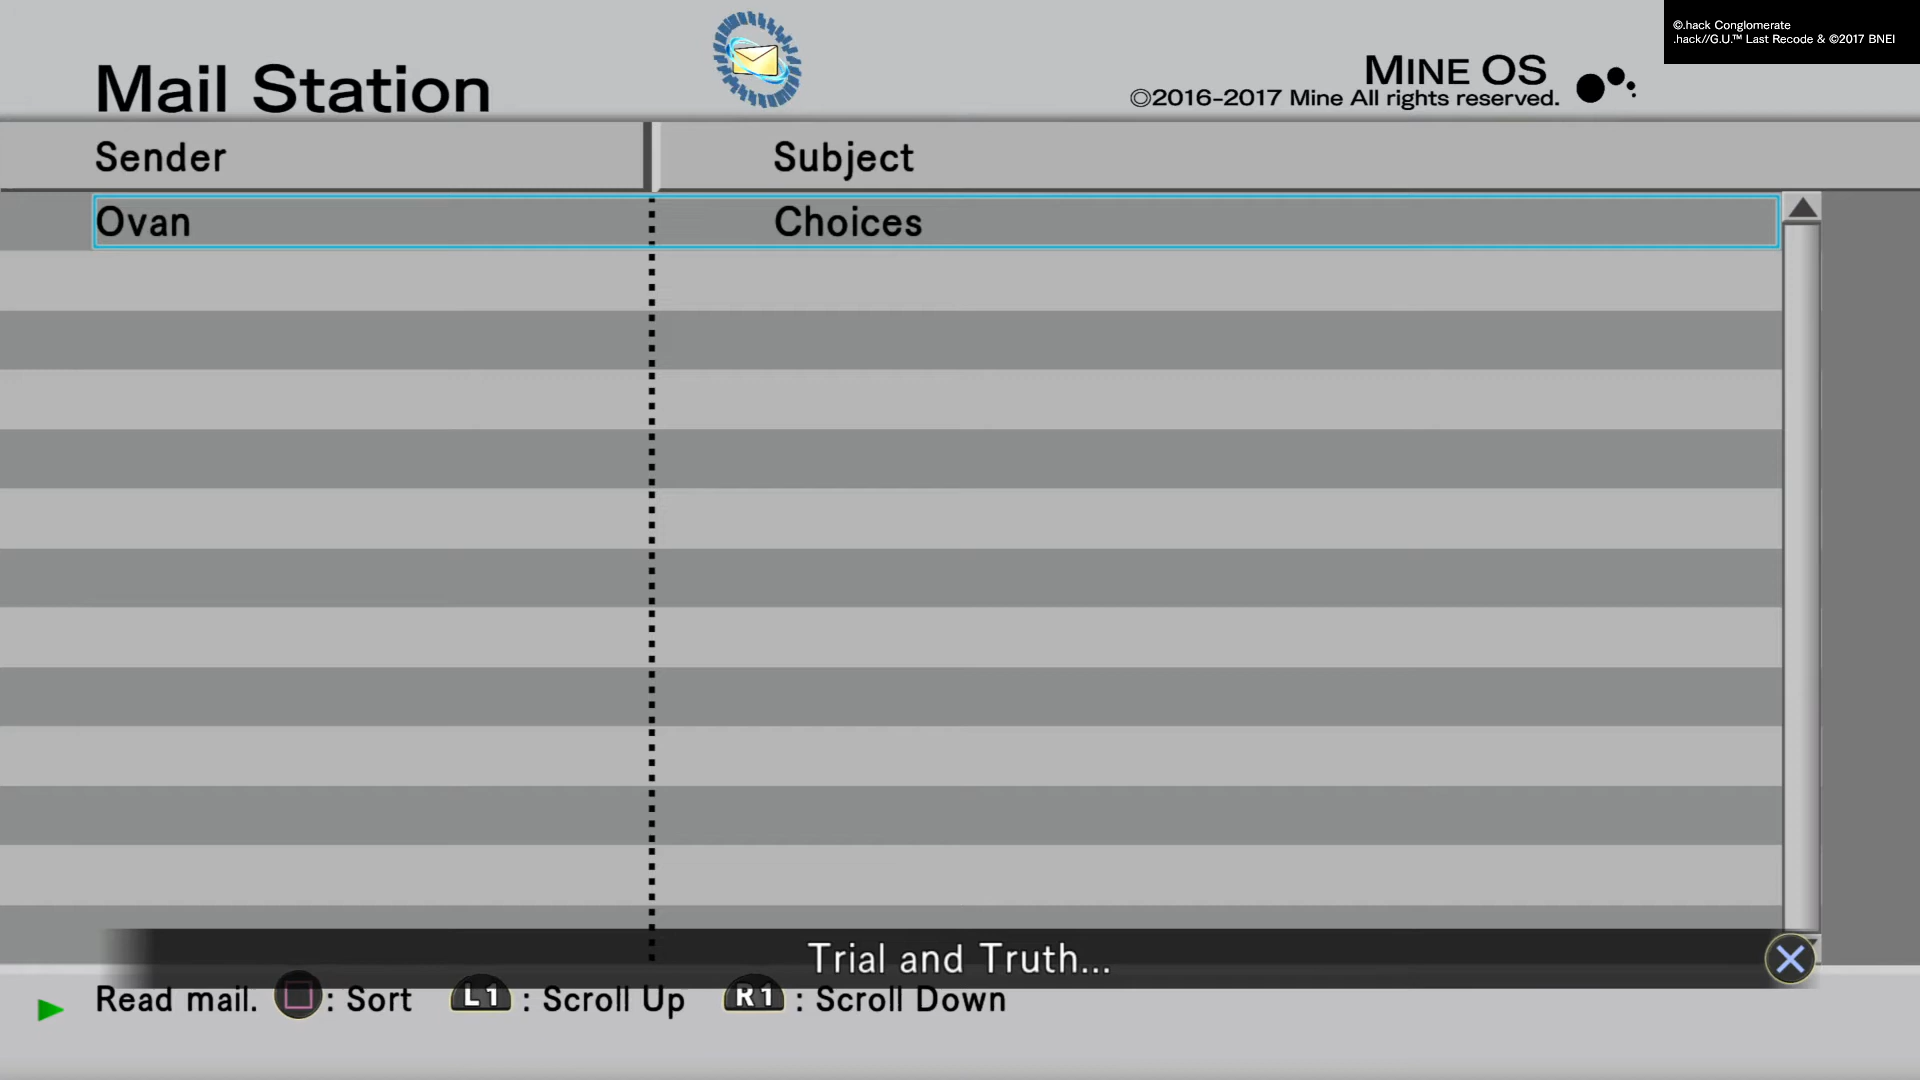 ©.hack Conglomerate
.hack//G.U.™ Last Recode & ©2017 BNEI
Mail Station
MINE OS
©2016-2017 Mine All rights reserved.
Sender Subject
Ovan Choices
Trial and Truth...
Read mail. : Sort L1 : Scroll Up R1 : Scroll Down